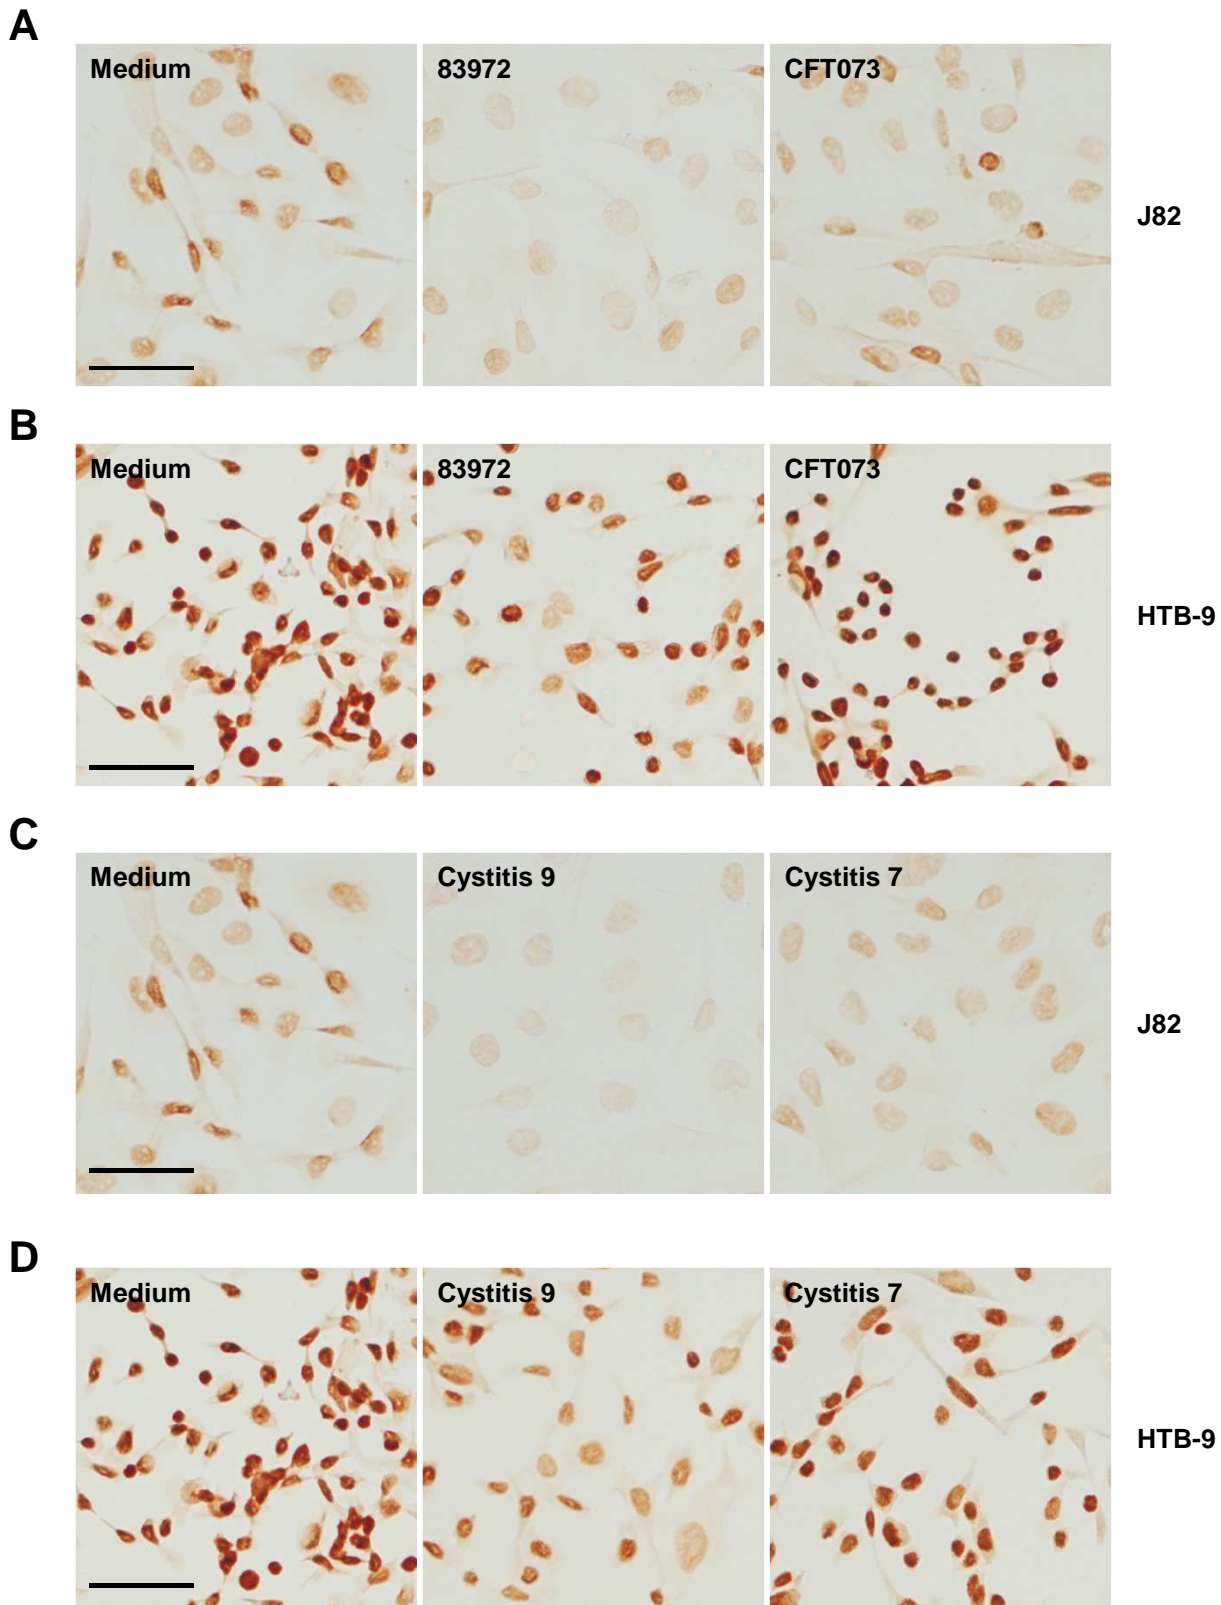 A
Medium
83972
CFT073
J82
B
Medium
83972
CFT073
HTB-9
C
Medium
Cystitis 9
Cystitis 7
J82
D
Medium
Cystitis 9
Cystitis 7
HTB-9